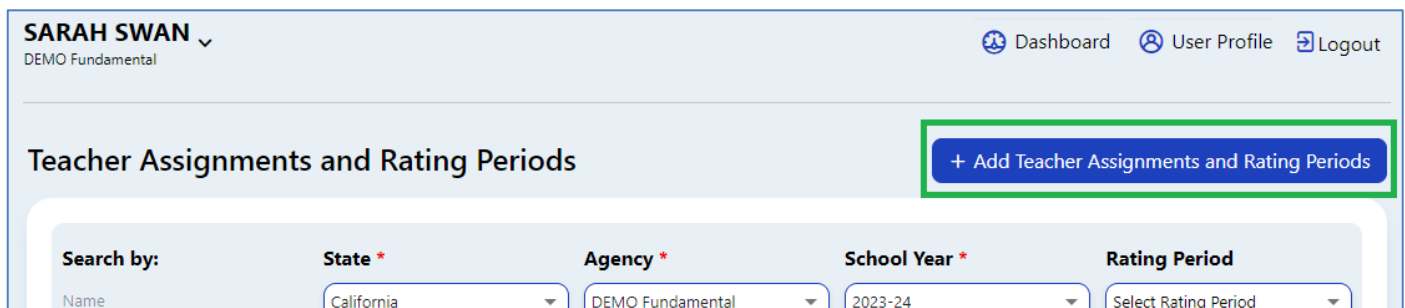 SARAH SWAN
DEMO Fundamental
Dashboard
User Profile
Logout
Teacher Assignments and Rating Periods
+ Add Teacher Assignments and Rating Periods
Search by:
State *
Agency *
School Year *
Rating Period
Name
California
DEMO Fundamental
2023-24
Select Rating Period